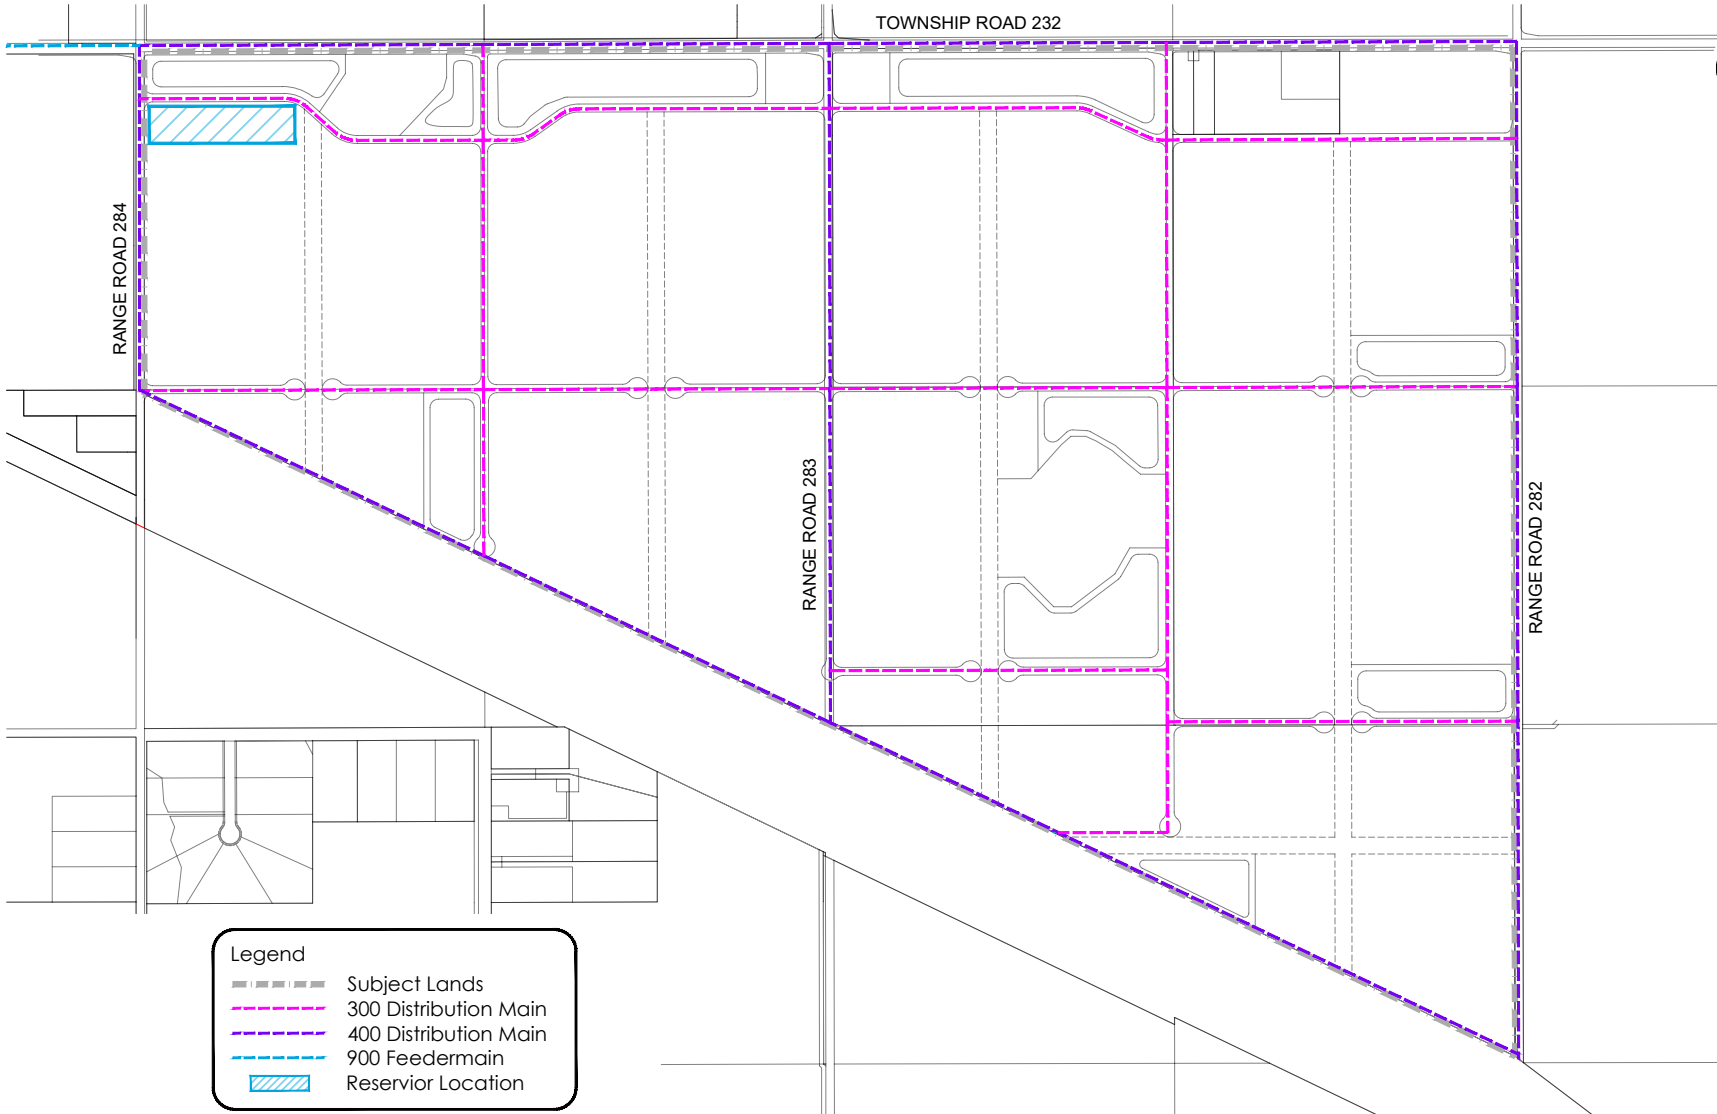 TOWNSHIP ROAD 232
RANGE ROAD 284
RANGE ROAD 283
RANGE ROAD 282
Legend
Subject Lands
300 Distribution Main
400 Distribution Main
900 Feedermain
Reservior Location